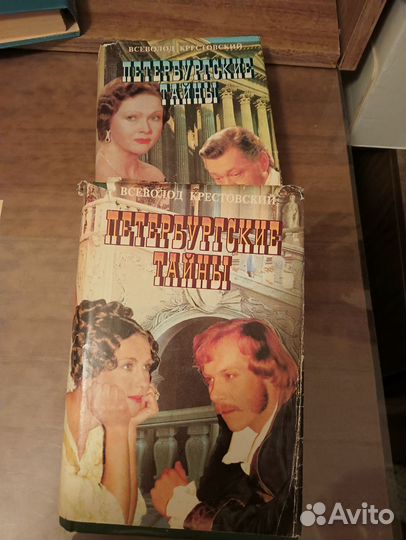 ВСЕВОЛОД КРЕСТОВСКИЙ
ПЕТЕРБУРГСКИЕ
ТАЙНЫ
ВСЕВОЛОД КРЕСТОВСКИЙ
ПЕТЕРБУРГСКИЕ
ТАЙНЫ
Avito